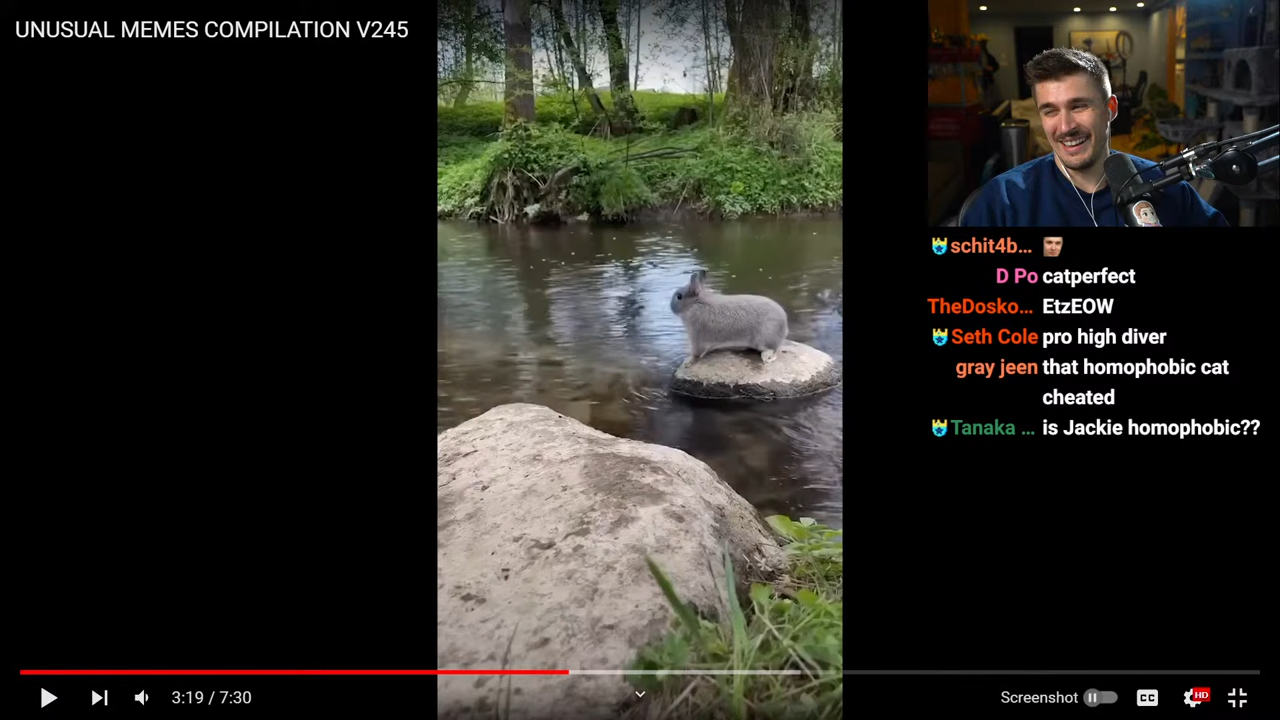 UNUSUAL MEMES COMPILATION V245
schit4b...
D Po catperfect
TheDosko... EtzEOW
Seth Cole pro high diver
gray jeen that homophobic cat
cheated
Tanaka ... is Jackie homophobic??
3:19 / 7:30
Screenshot
CC
HD